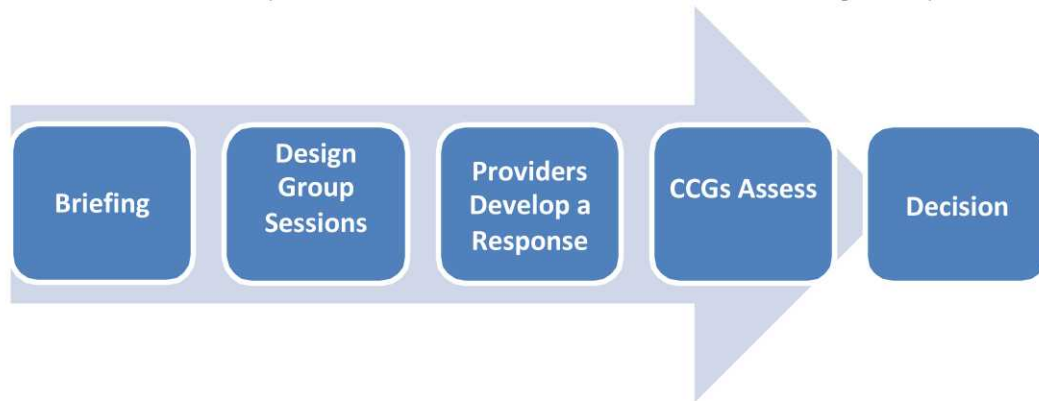 Briefing
Design
Group
Sessions
Providers
Develop a
Response
CCGs Assess
Decision